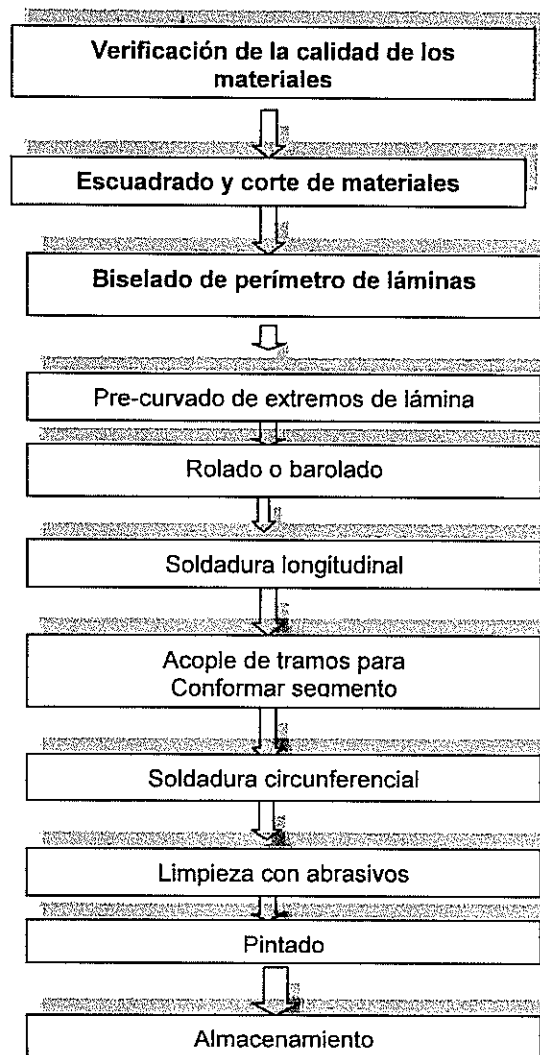 Verificación de la calidad de los
materiales
Escuadrado y corte de materiales
Biselado de perímetro de láminas
Pre-curvado de extremos de lámina
Rolado o barolado
Soldadura longitudinal
Acople de tramos para
Conformar segmento
Soldadura circunferencial
Limpieza con abrasivos
Pintado
Almacenamiento